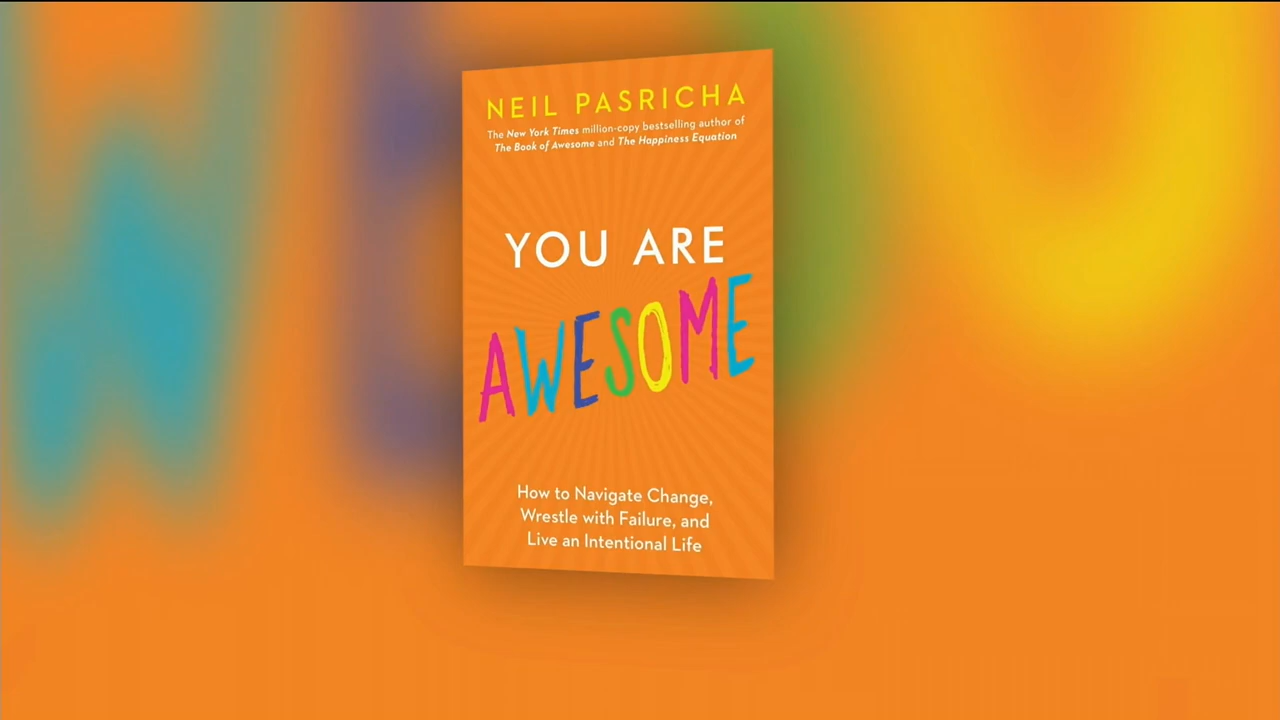 NEIL PASRICHA
The New York Times million-copy bestselling author of
The Book of Awesome and The Happiness Equation
YOU ARE
AWESOME
How to Navigate Change,
Wrestle with Failure, and
Live an Intentional Life